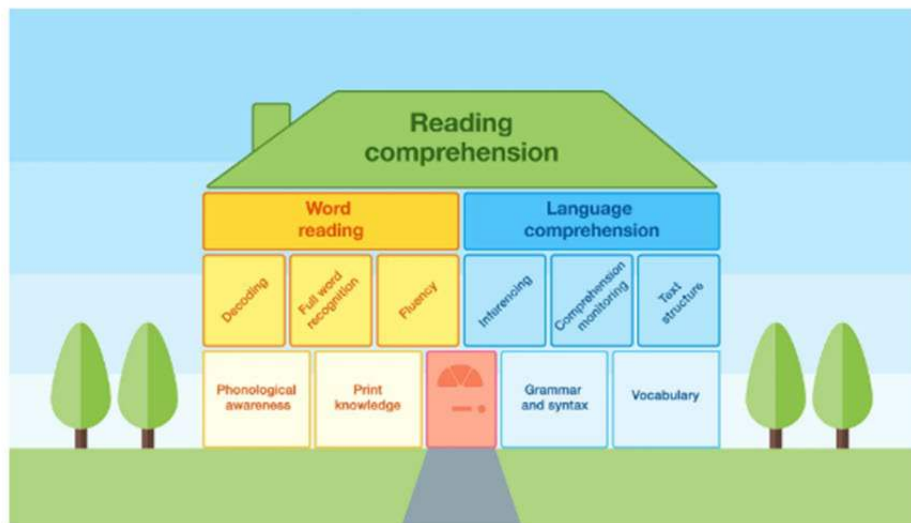 Reading
comprehension
Word
reading
Language
comprehension
Decoding
Full word
recognition
Fluency
Inferencing
Comprehension
monitoring
Text
structure
Phonological
awareness
Print
knowledge
Grammar
and syntax
Vocabulary